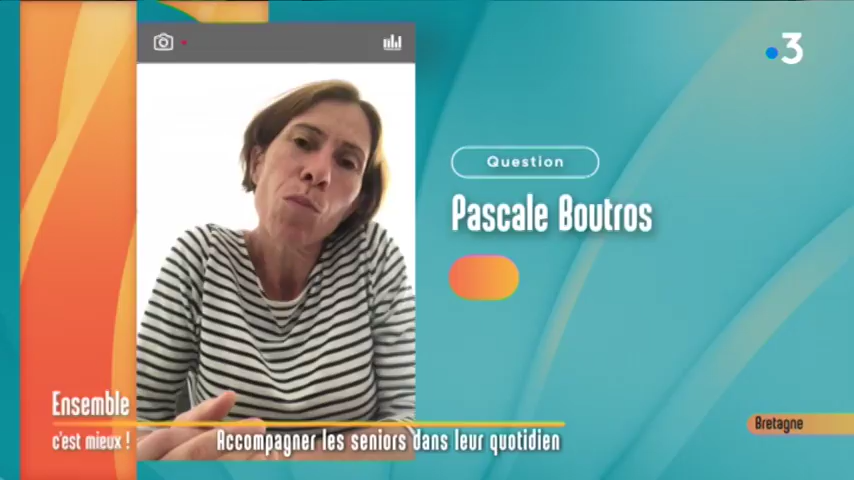 3
Question
Pascale Boutros
Ensemble
c'est mieux !
Accompagner les seniors dans leur quotidien
Bretagne